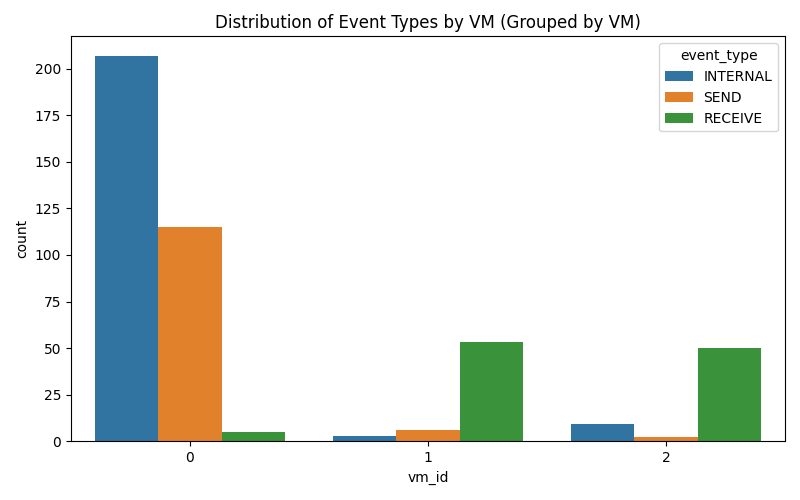 Distribution of Event Types by VM (Grouped by VM)
event_type
INTERNAL
SEND
RECEIVE
count
200
175
150
125
100
75
50
25
0
0 1 2
vm_id